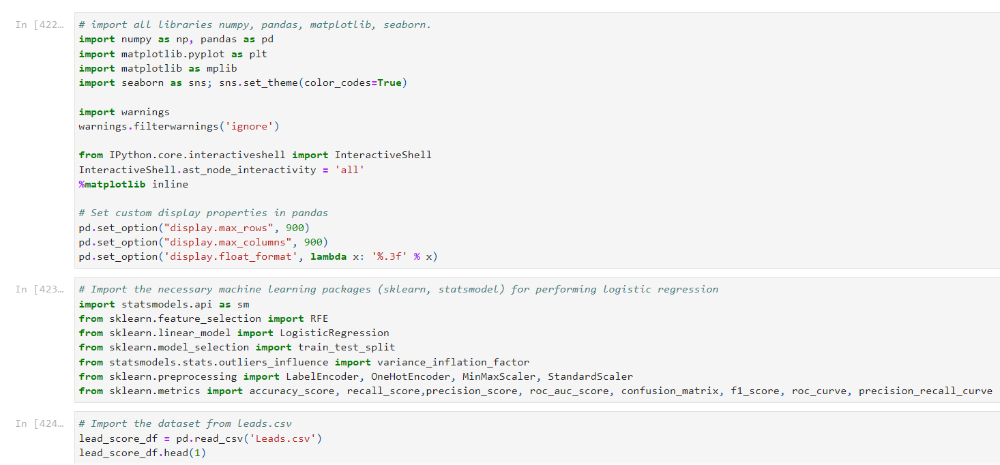 In [422…
# import all libraries numpy, pandas, matplotlib, seaborn.
import numpy as np, pandas as pd
import matplotlib.pyplot as plt
import matplotlib as mplib
import seaborn as sns; sns.set_theme(color_codes=True)
import warnings
warnings.filterwarnings('ignore')
from IPython.core.interactiveshell import InteractiveShell
InteractiveShell.ast_node_interactivity = 'all'
%matplotlib inline
# Set custom display properties in pandas
pd.set_option("display.max_rows", 900)
pd.set_option("display.max_columns", 900)
pd.set_option('display.float_format', lambda x: '%.3f' % x)
In [423…
# Import the necessary machine learning packages (sklearn, statsmodel) for performing logistic regression
import statsmodels.api as sm
from sklearn.feature_selection import RFE
from sklearn.linear_model import LogisticRegression
from sklearn.model_selection import train_test_split
from statsmodels.stats.outliers_influence import variance_inflation_factor
from sklearn.preprocessing import LabelEncoder, OneHotEncoder, MinMaxScaler, StandardScaler
from sklearn.metrics import accuracy_score, recall_score,precision_score, roc_auc_score, confusion_matrix, f1_score, roc_curve, precision_recall_curve
In [424…
# Import the dataset from leads.csv
lead_score_df = pd.read_csv('Leads.csv')
lead_score_df.head(1)